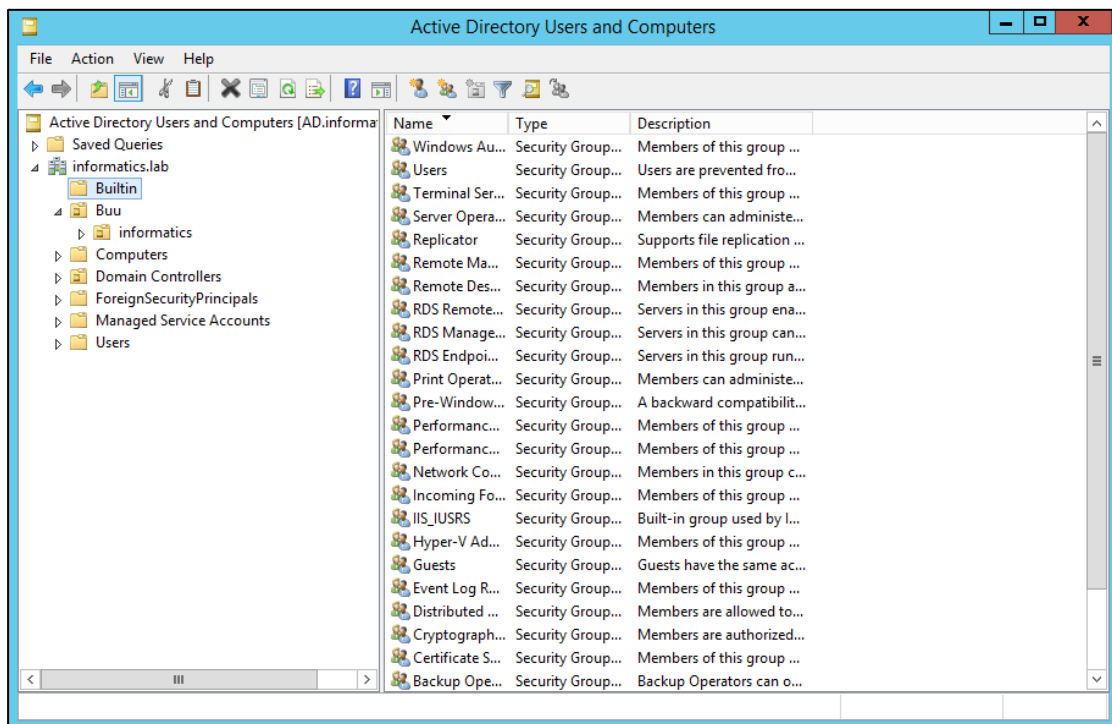 Active Directory Users and Computers
File Action View Help
Active Directory Users and Computers [AD.informat
Saved Queries
informatics.lab
Builtin
Buu
informatics
Computers
Domain Controllers
ForeignSecurityPrincipals
Managed Service Accounts
Users
Name Type Description
Windows Au... Security Group... Members of this group ...
Users Security Group... Users are prevented fro...
Terminal Ser... Security Group... Members of this group ...
Server Opera... Security Group... Members can administe...
Replicator Security Group... Supports file replication ...
Remote Ma... Security Group... Members of this group ...
Remote Des... Security Group... Members in this group a...
RDS Remote... Security Group... Servers in this group ena...
RDS Manage... Security Group... Servers in this group can...
RDS Endpoi... Security Group... Servers in this group run...
Print Operat... Security Group... Members can administe...
Pre-Window... Security Group... A backward compatibilit...
Performanc... Security Group... Members of this group ...
Performanc... Security Group... Members of this group ...
Network Co... Security Group... Members in this group c...
Incoming Fo... Security Group... Members of this group ...
IIS_IUSRS Security Group... Built-in group used by I...
Hyper-V Ad... Security Group... Members of this group ...
Guests Security Group... Guests have the same ac...
Event Log R... Security Group... Members of this group ...
Distributed ... Security Group... Members are allowed to...
Cryptograph... Security Group... Members are authorized...
Certificate S... Security Group... Members of this group ...
Backup Ope... Security Group... Backup Operators can o...